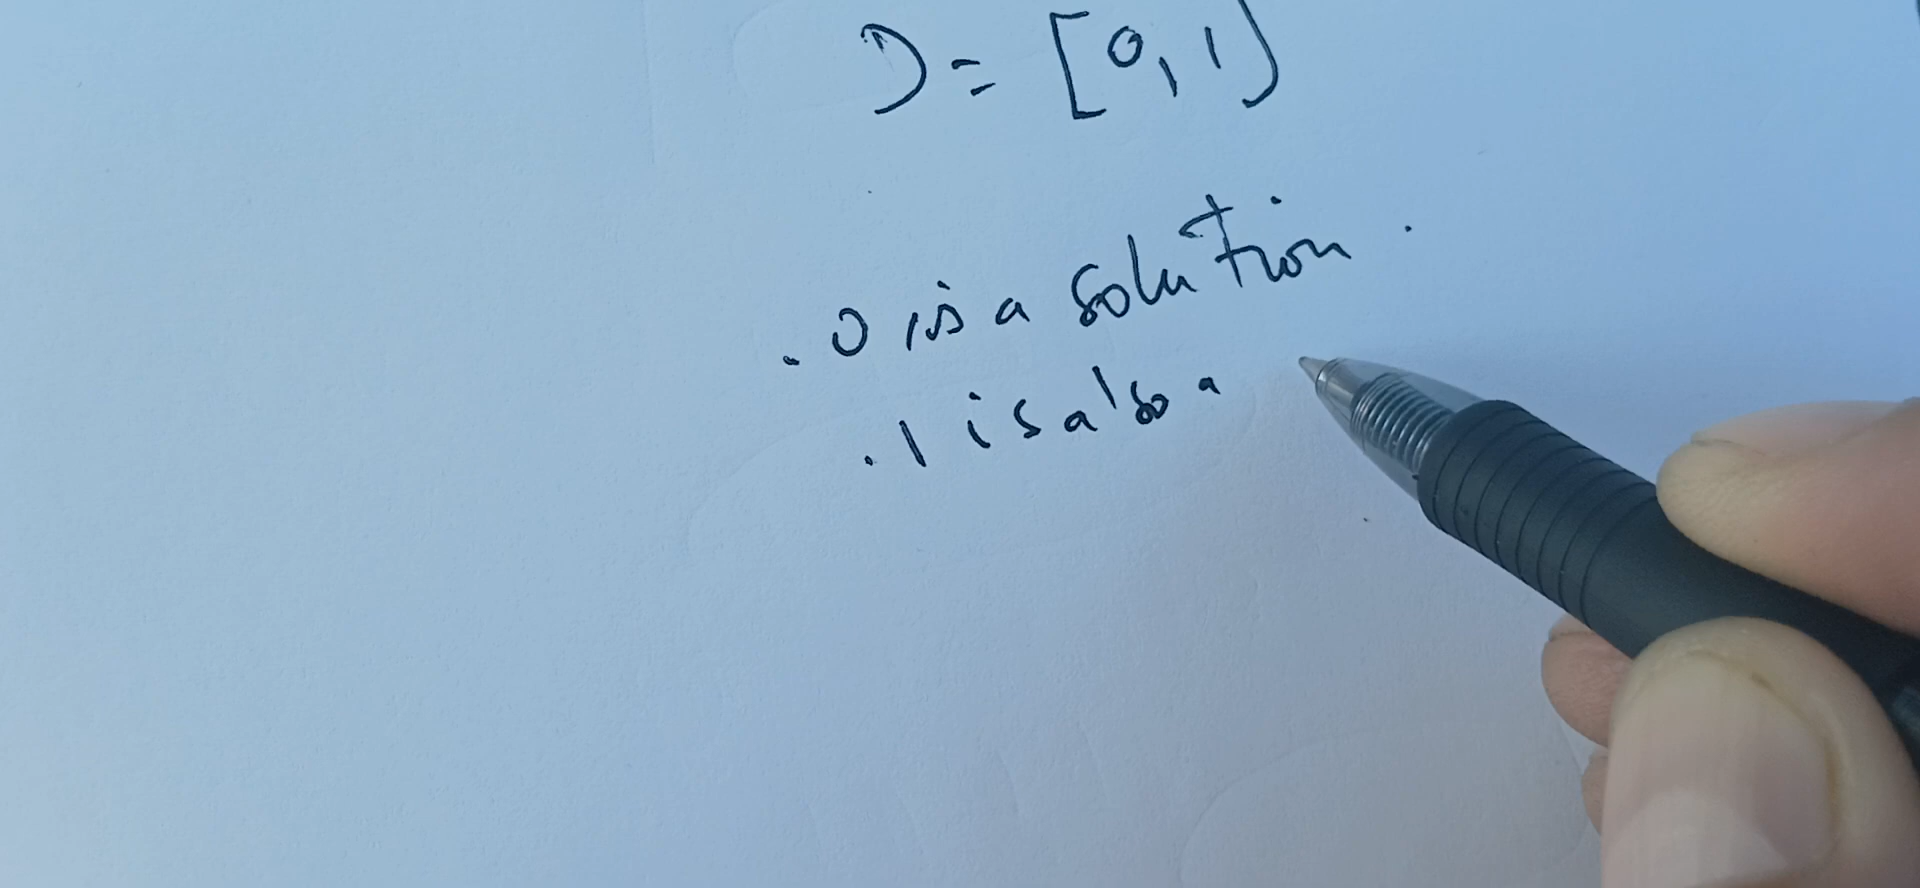 D = [0, 1]
. 0 is a solution .
. 1 is also a